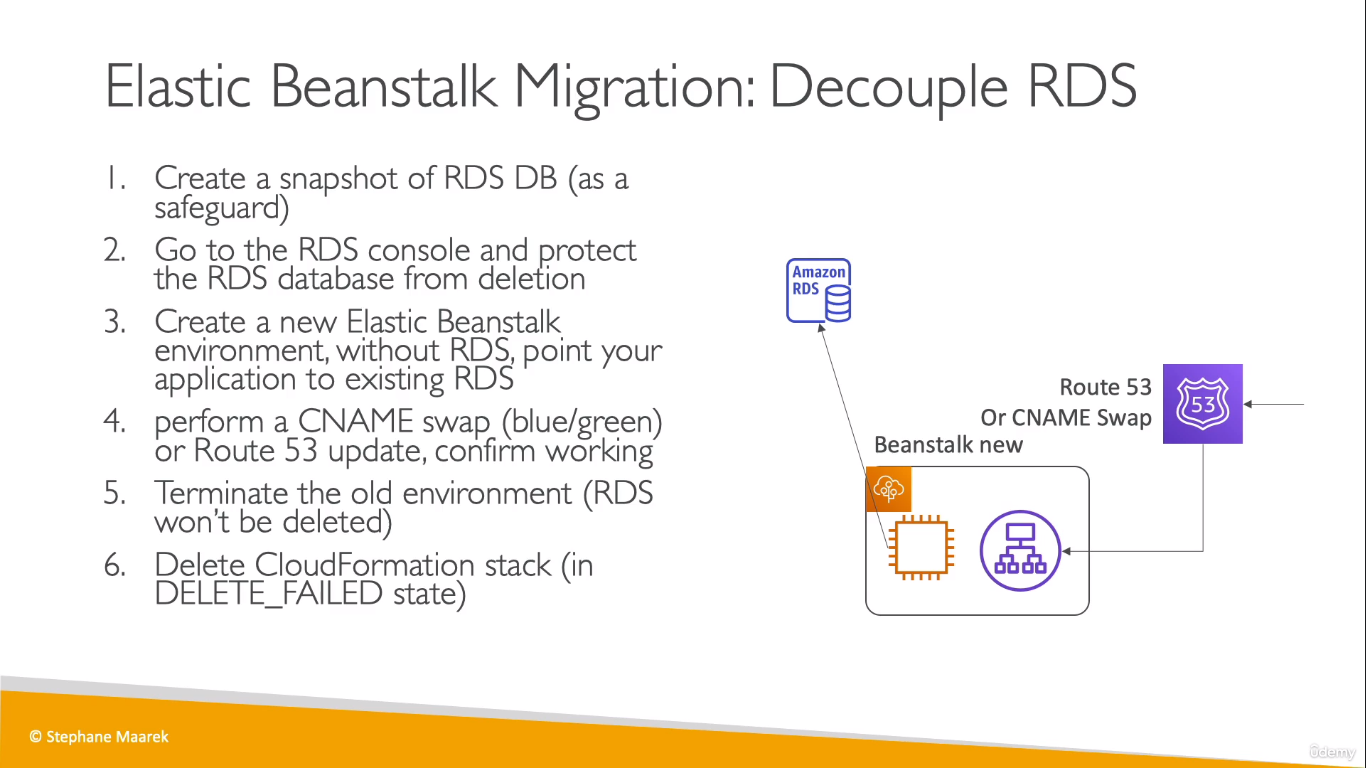 Elastic Beanstalk Migration: Decouple RDS
1. Create a snapshot of RDS DB (as a
safeguard)
2. Go to the RDS console and protect
the RDS database from deletion
3. Create a new Elastic Beanstalk
environment, without RDS, point your
application to existing RDS
4. perform a CNAME swap (blue/green)
or Route 53 update, confirm working
5. Terminate the old environment (RDS
won't be deleted)
6. Delete CloudFormation stack (in
DELETE_FAILED state)
Amazon
RDS
Route 53
Or CNAME Swap
53
Beanstalk new
© Stephane Maarek
ûdemy